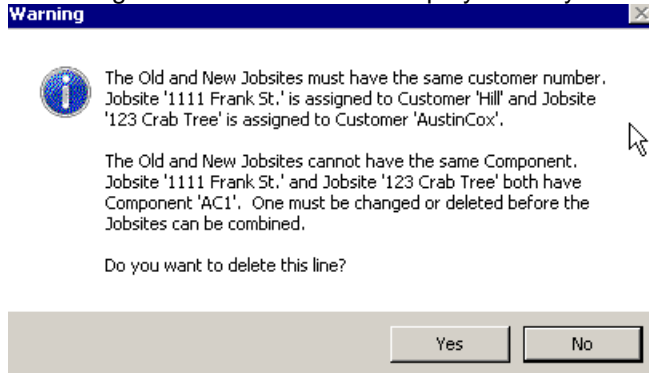 Warning
The Old and New Jobsites must have the same customer number.
Jobsite '1111 Frank St.' is assigned to Customer 'Hill' and Jobsite
'123 Crab Tree' is assigned to Customer 'AustinCox'.
The Old and New Jobsites cannot have the same Component.
Jobsite '1111 Frank St.' and Jobsite '123 Crab Tree' both have
Component 'AC1'.  One must be changed or deleted before the
Jobsites can be combined.
Do you want to delete this line?
Yes No